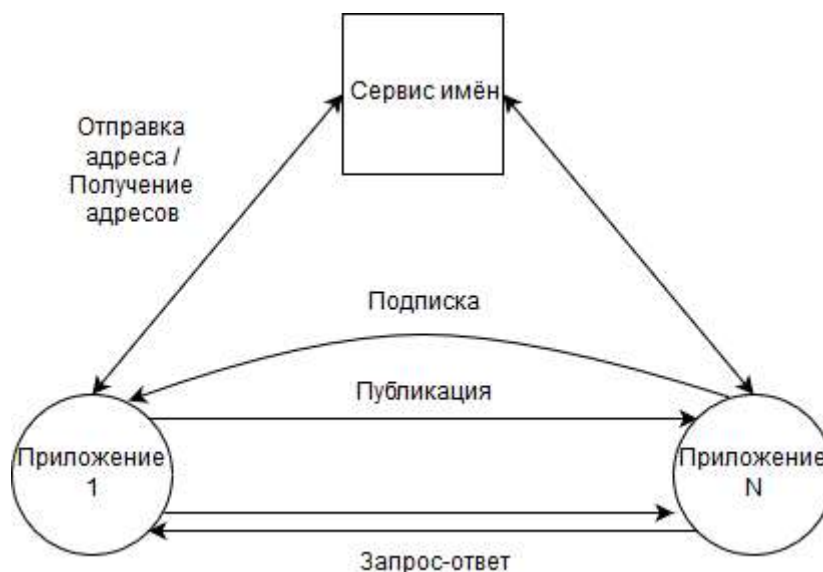 Сервис имён
Отправка
адреса /
Получение
адресов
Подписка
Публикация
Приложение
1
Приложение
N
Запрос-ответ